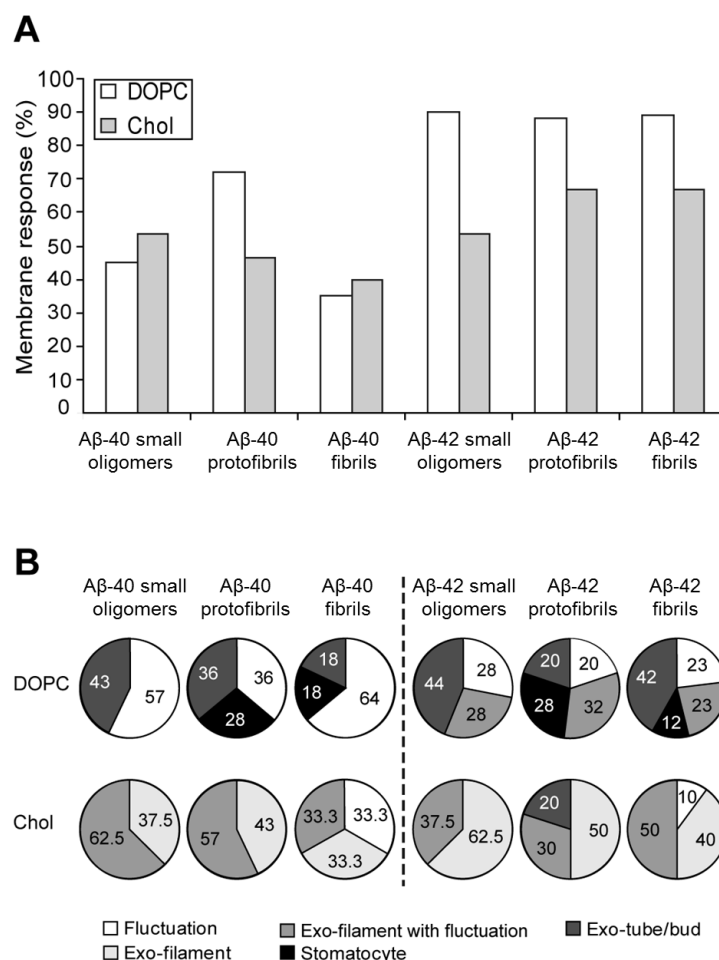 A
Membrane response (%)
100
90
80
70
60
50
40
30
20
10
0
DOPC
Chol
Aβ-40 small
oligomers
Aβ-40
protofibrils
Aβ-40
fibrils
Aβ-42 small
oligomers
Aβ-42
protofibrils
Aβ-42
fibrils
B
Aβ-40 small
oligomers
Aβ-40
protofibrils
Aβ-40
fibrils
Aβ-42 small
oligomers
Aβ-42
protofibrils
Aβ-42
fibrils
DOPC
43 57
36 36 28
18 18 64
44 28 28
20 20 28 32
42 23 12 23
Chol
62.5 37.5
57 43
33.3 33.3 33.3
37.5 62.5
20 30 50
50 10 40
Fluctuation
Exo-filament
Exo-filament with fluctuation
Stomatocyte
Exo-tube/bud